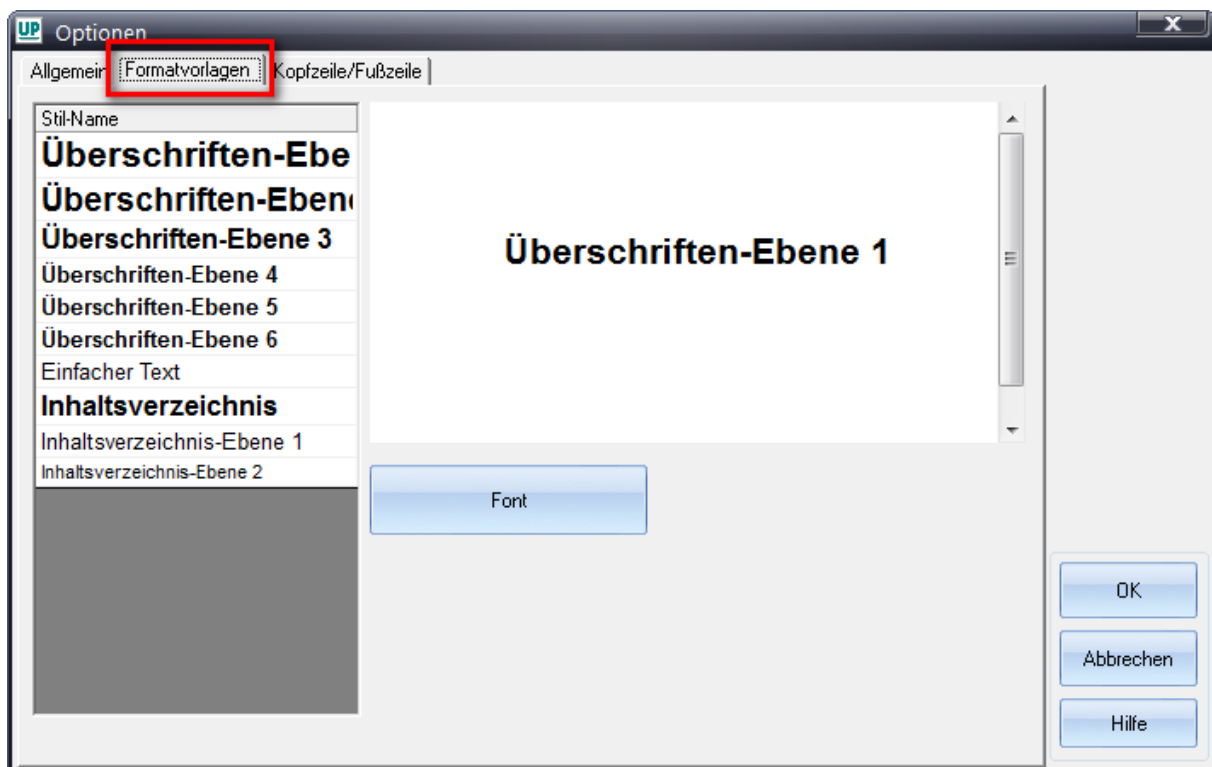 UP Optionen
Allgemein Formatvorlagen Kopfzeile/Fußzeile
Stil-Name
Überschriften-Ebe
Überschriften-Eben
Überschriften-Ebene 3
Überschriften-Ebene 4
Überschriften-Ebene 5
Überschriften-Ebene 6
Einfacher Text
Inhaltsverzeichnis
Inhaltsverzeichnis-Ebene 1
Inhaltsverzeichnis-Ebene 2
Überschriften-Ebene 1
Font
OK
Abbrechen
Hilfe